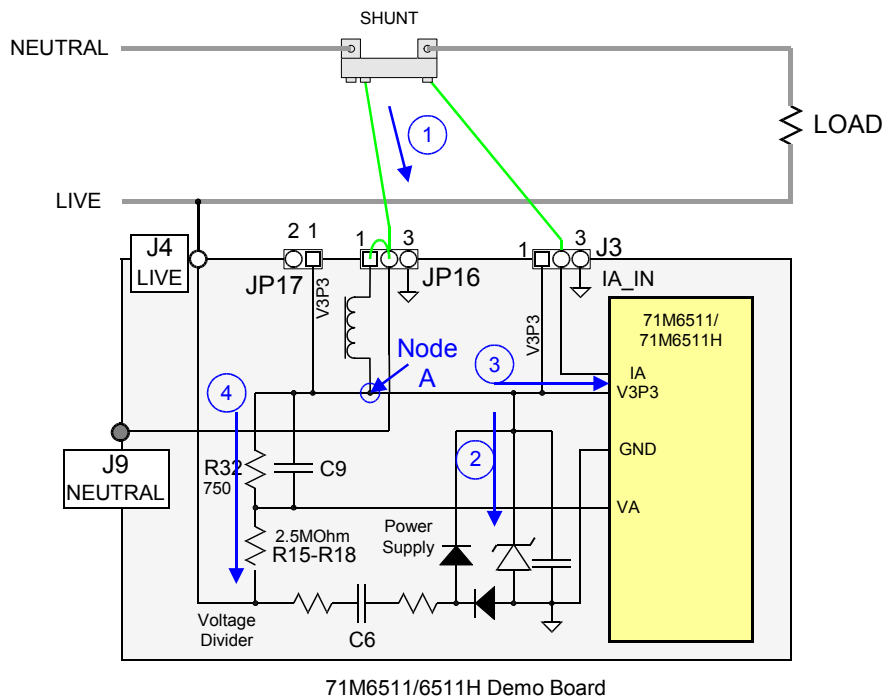 SHUNT
NEUTRAL
1
LOAD
LIVE
J4
LIVE
2 1
JP17
V3P3
1
3
JP16
1
3
J3
IA_IN
V3P3
71M6511/
71M6511H
Node
A
3
IA
V3P3
4
J9
NEUTRAL
R32
750
C9
2
GND
VA
2.5MOhm
R15-R18
Power
Supply
Voltage
Divider
C6
71M6511/6511H Demo Board